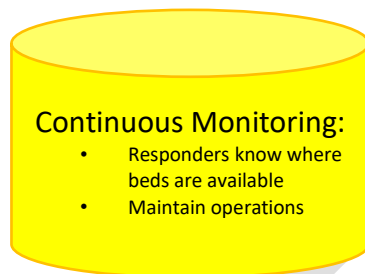 Continuous Monitoring:
• Responders know where
beds are available
• Maintain operations